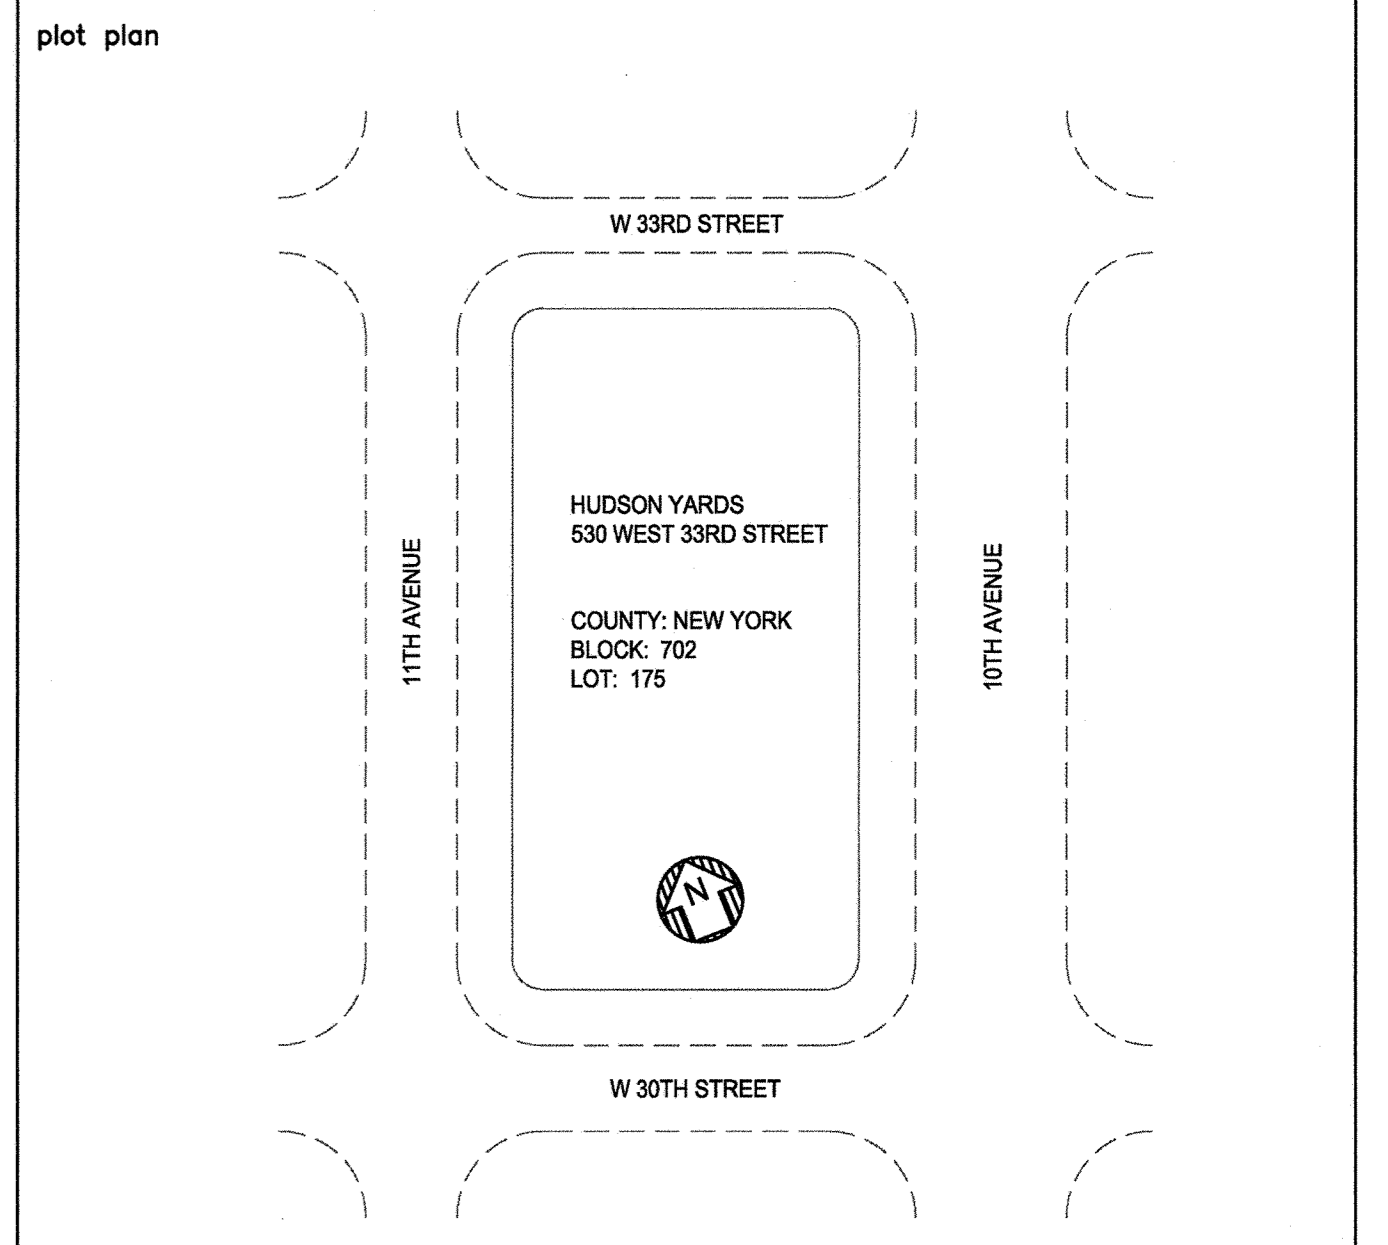 plot plan
W 33RD STREET
HUDSON YARDS
530 WEST 33RD STREET
11TH AVENUE
10TH AVENUE
COUNTY: NEW YORK
BLOCK: 702
LOT: 175
N
W 30TH STREET